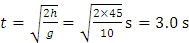 t = √(2h/g) = √(2×45/10) s = 3.0 s